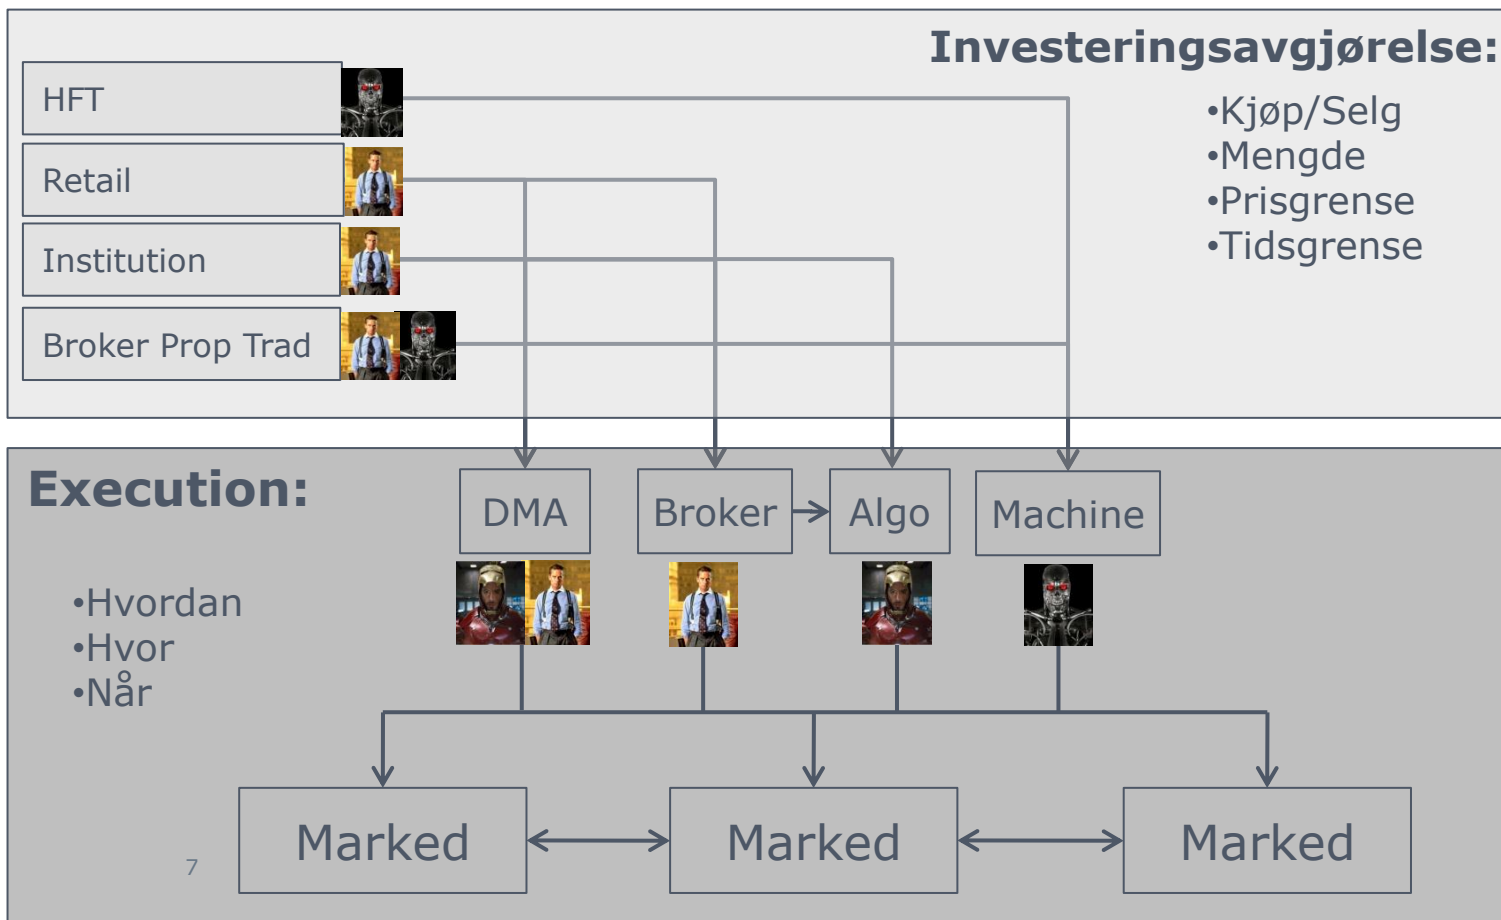 Investeringsavgjørelse:
HFT
•Kjøp/Selg
•Mengde
•Prisgrense
•Tidsgrense
Retail
Institution
Broker Prop Trad
Execution:
DMA
Broker
Algo
Machine
•Hvordan
•Hvor
•Når
Marked
Marked
Marked
7